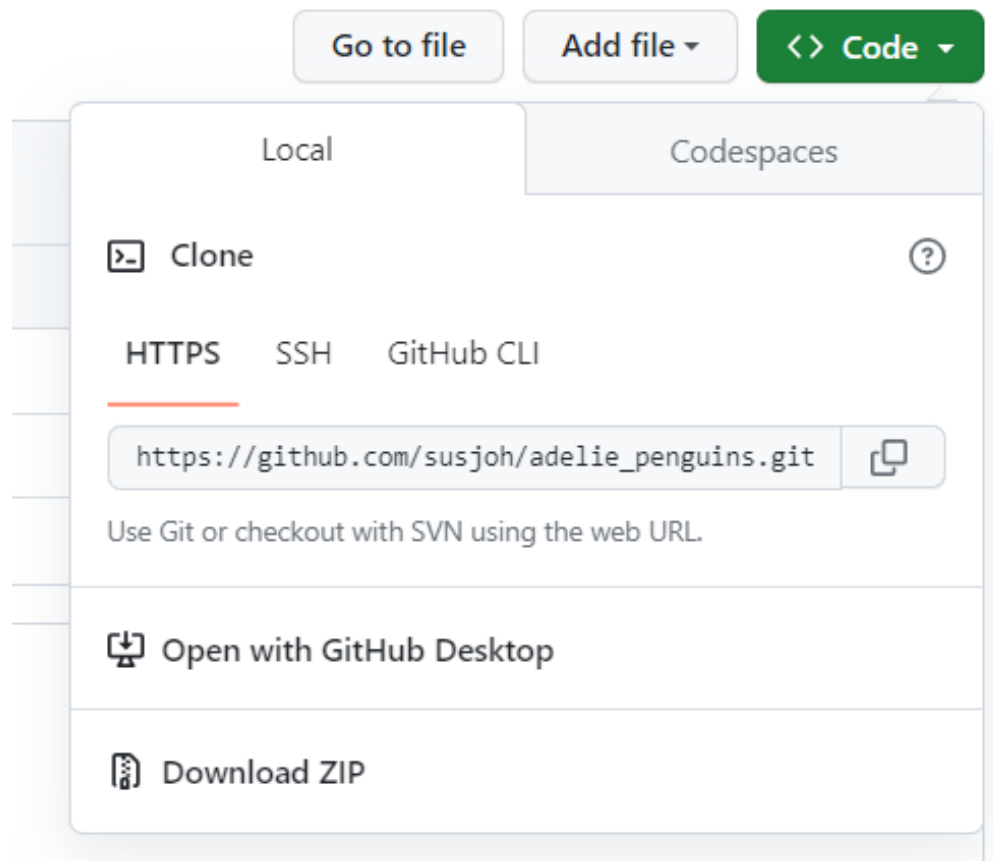 Go to file Add file Code
Local Codespaces
Clone
HTTPS SSH GitHub CLI
https://github.com/susjoh/adelie_penguins.git
Use Git or checkout with SVN using the web URL.
Open with GitHub Desktop
Download ZIP